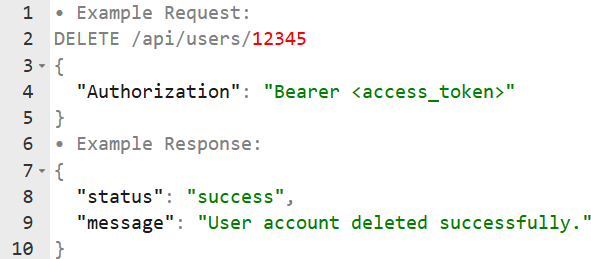 1 • Example Request:
2 DELETE /api/users/12345
3 {
4 "Authorization": "Bearer <access_token>"
5 }
6 • Example Response:
7 {
8 "status": "success",
9 "message": "User account deleted successfully."
10 }